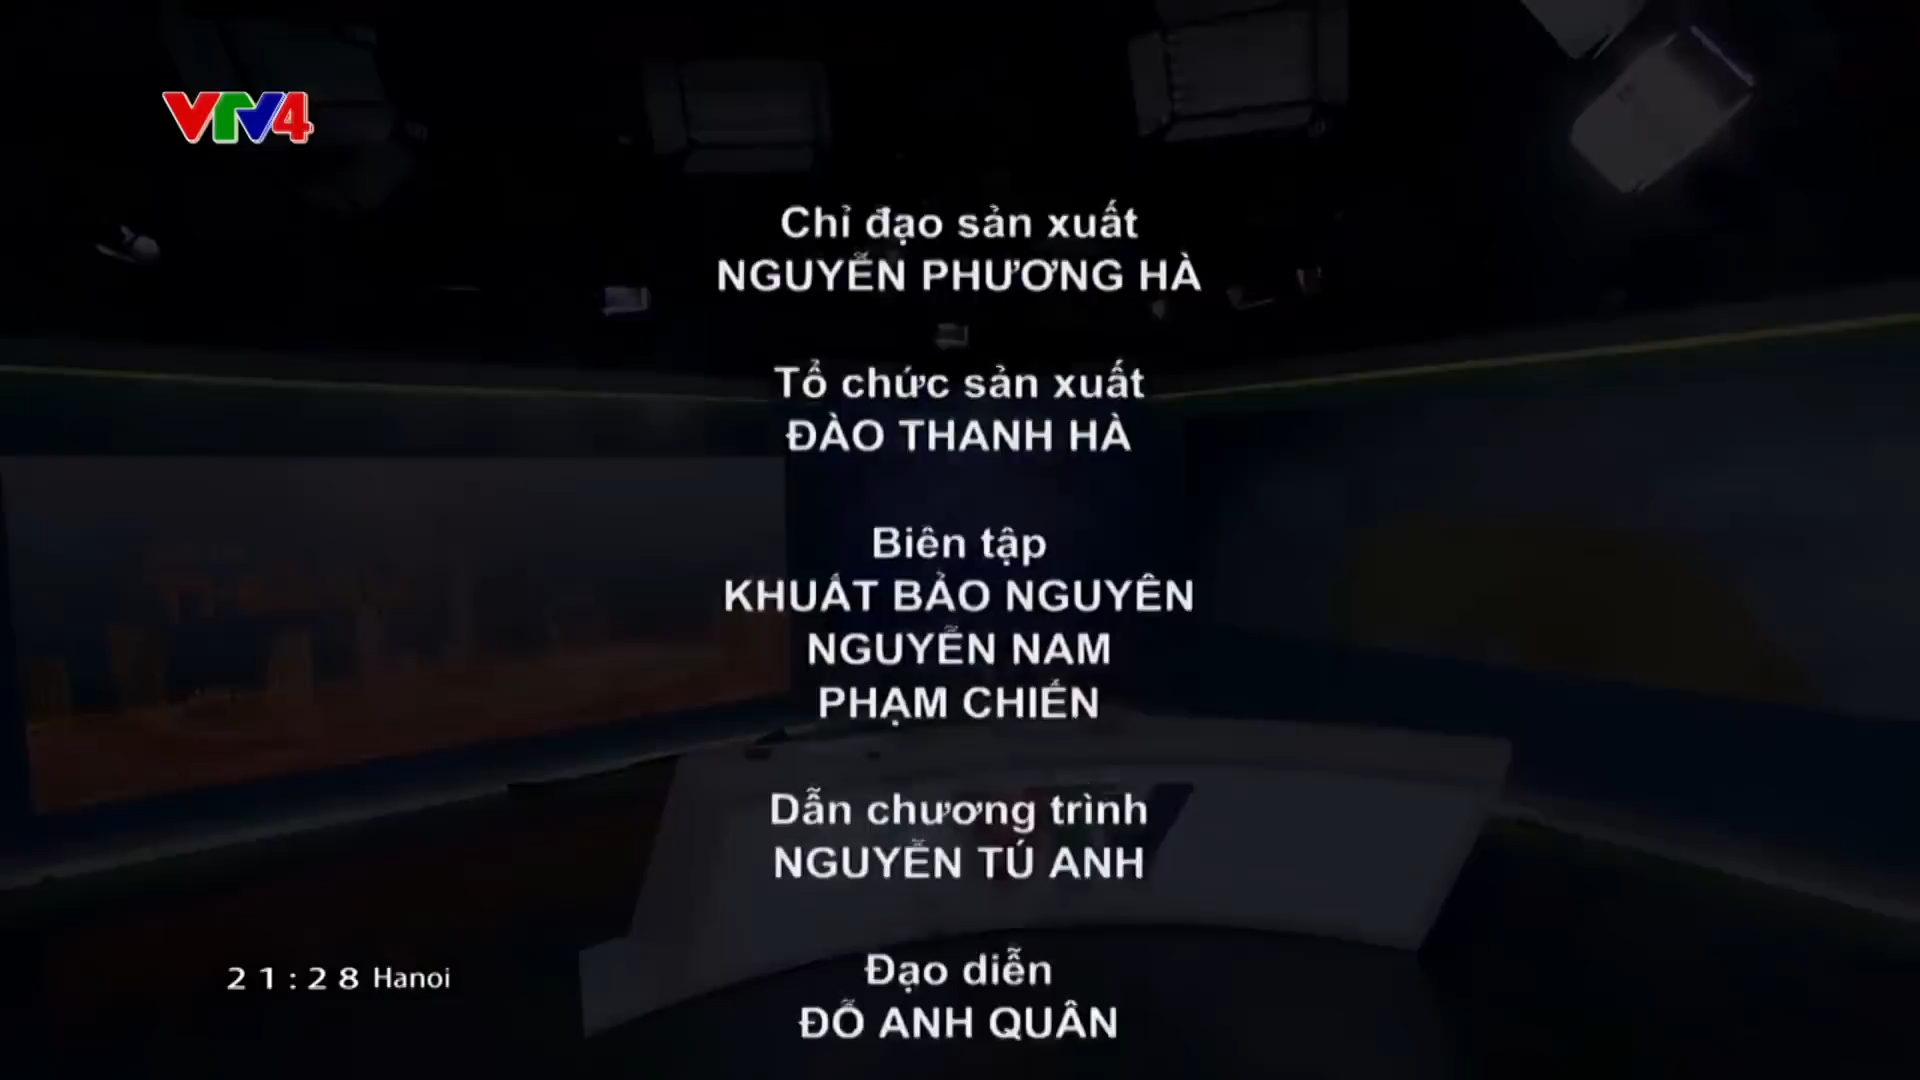 VTV4
Chỉ đạo sản xuất
NGUYỄN PHƯƠNG HÀ
Tổ chức sản xuất
ĐÀO THANH HÀ
Biên tập
KHUẤT BẢO NGUYÊN
NGUYỄN NAM
PHẠM CHIẾN
Dẫn chương trình
NGUYỄN TÚ ANH
Đạo diễn
ĐỖ ANH QUÂN
21:28 Hanoi